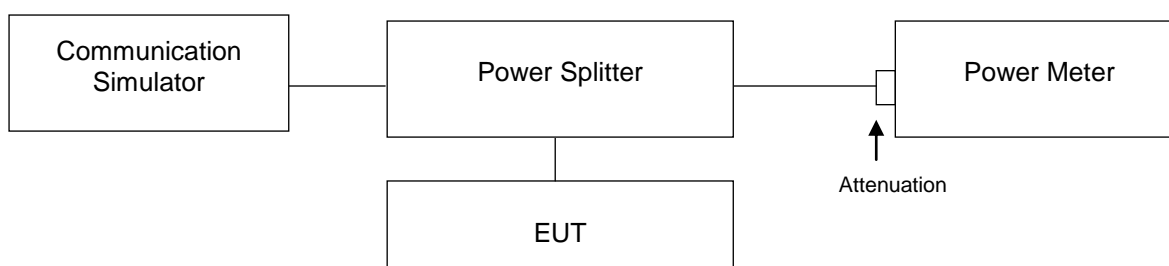 Communication
Simulator
Power Splitter
Power Meter
Attenuation
EUT